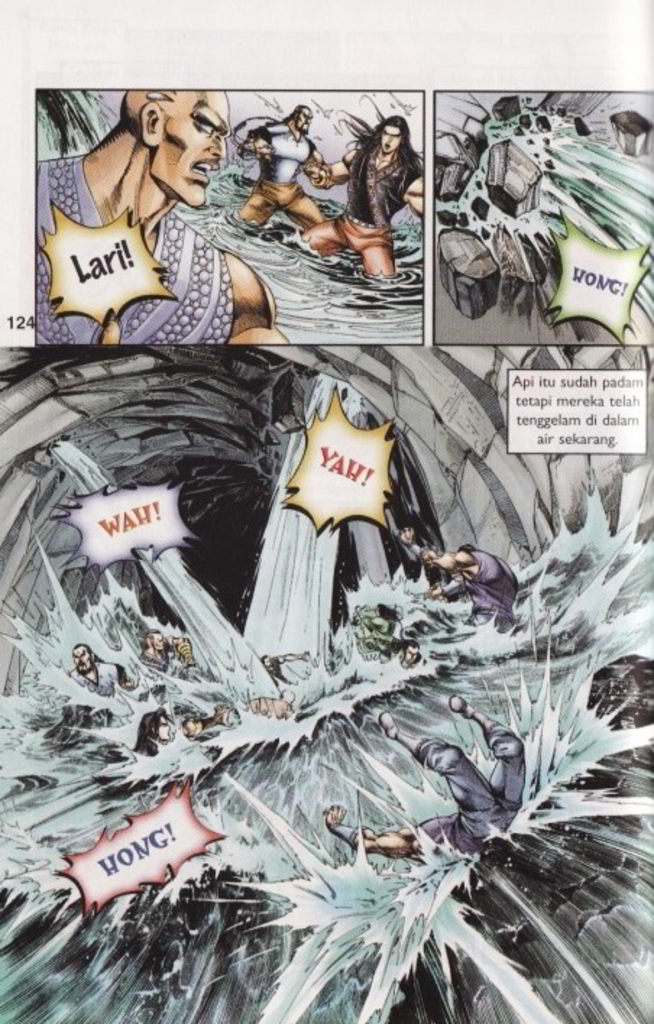 Lari!
HONG!
124
Api itu sudah padam
tetapi mereka telah
tenggelam di dalam
air sekarang.
YAH!
WAH!
HONG!